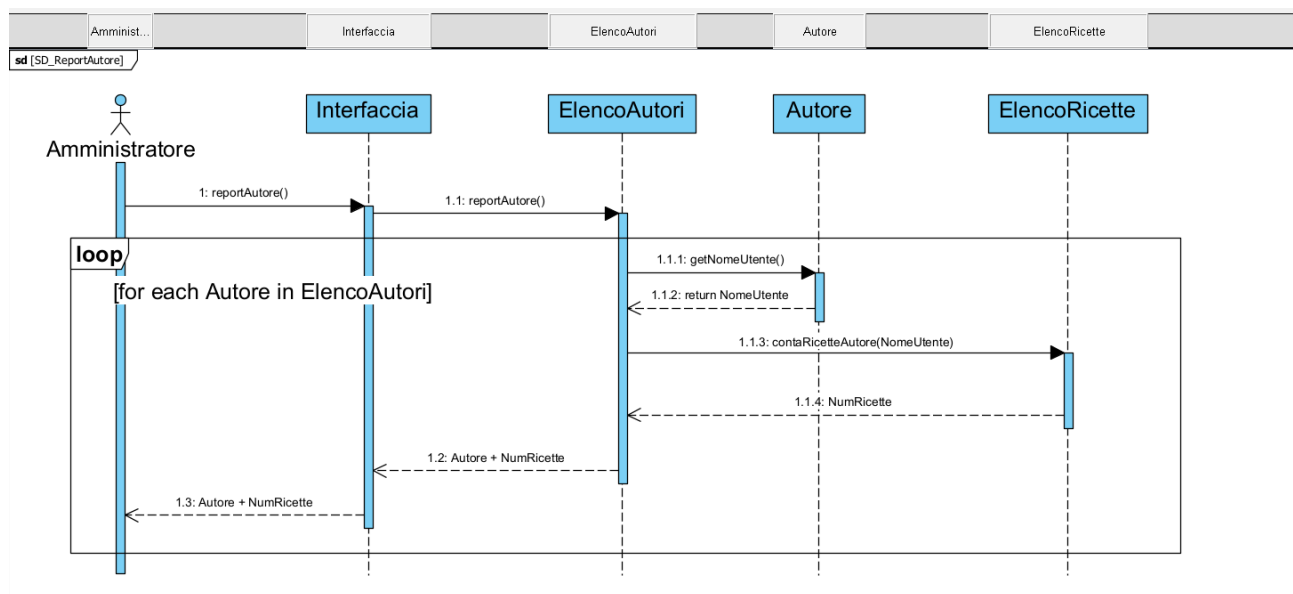 Amminist...
Interfaccia
ElencoAutori
Autore
ElencoRicette
sd [SD_ReportAutore]
Interfaccia
ElencoAutori
Autore
ElencoRicette
Amministratore
1: reportAutore()
1.1: reportAutore()
loop
[for each Autore in ElencoAutori]
1.1.1: getNomeUtente()
1.1.2: return NomeUtente
1.1.3: contaRicetteAutore(NomeUtente)
1.1.4: NumRicette
1.2: Autore + NumRicette
1.3: Autore + NumRicette